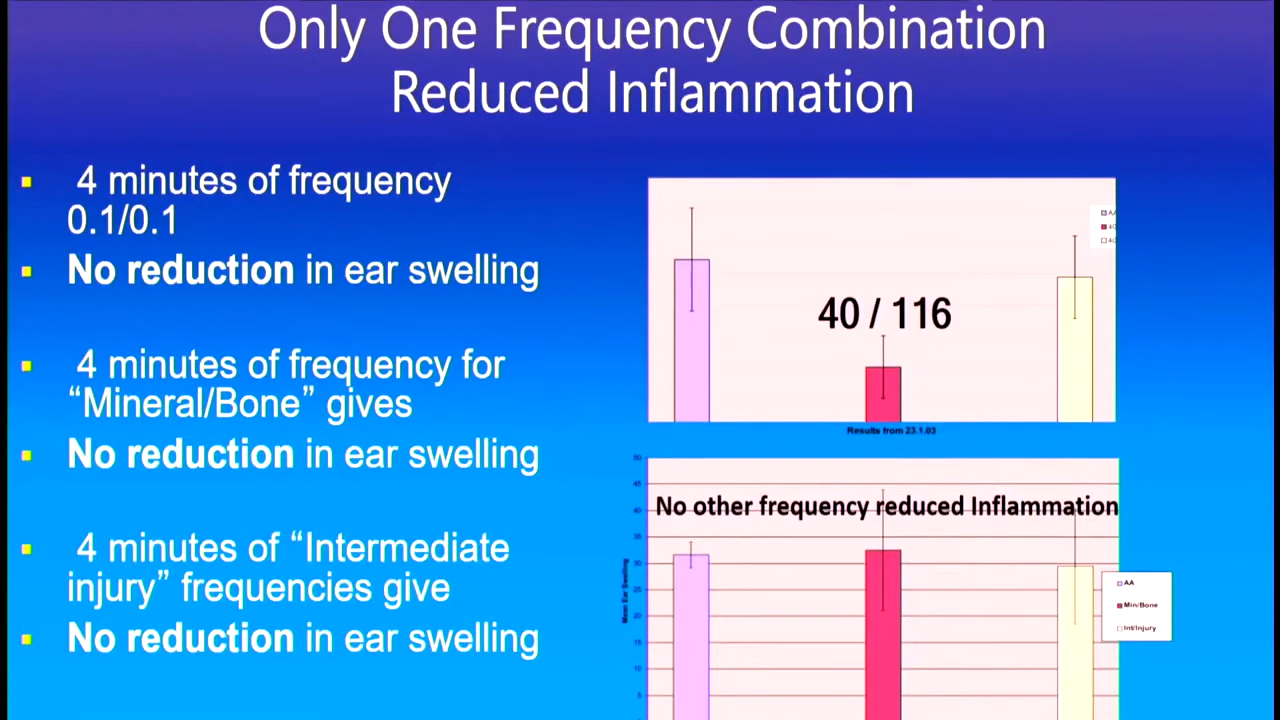 Only One Frequency Combination
Reduced Inflammation
4 minutes of frequency
0.1/0.1
No reduction in ear swelling
4 minutes of frequency for
“Mineral/Bone” gives
No reduction in ear swelling
4 minutes of “Intermediate
injury” frequencies give
No reduction in ear swelling
AA
40
40
40 / 116
Results from 23.1.03
50
45
40
35
30
25
20
15
10
5
Mean Ear Swelling
No other frequency reduced Inflammation
AA
Min/Bone
Int/Injury